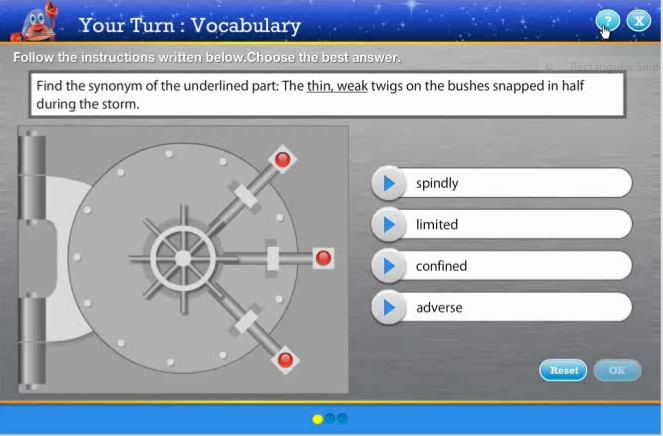 Your Turn : Vocabulary
? X
Follow the instructions written below.Choose the best answer.
Rectangular Snip
Find the synonym of the underlined part: The thin, weak twigs on the bushes snapped in half
during the storm.
spindly
limited
confined
adverse
Reset OK